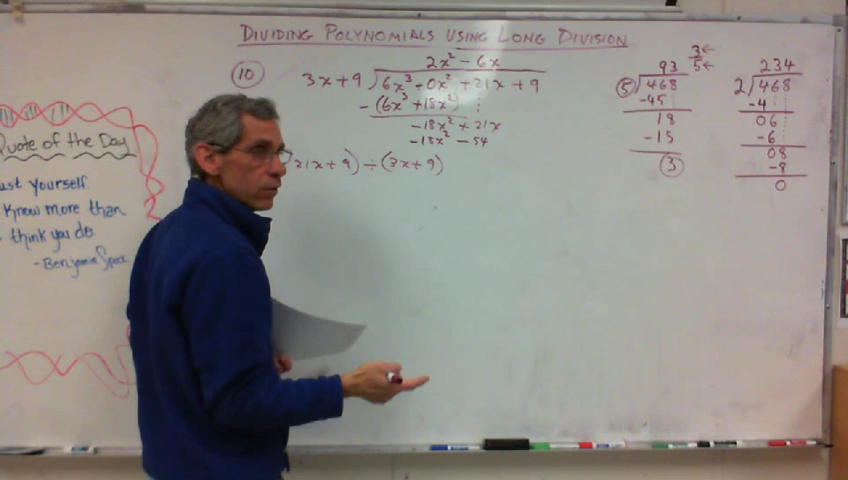 DIVIDING POLYNOMIALS USING LONG DIVISION
10
2x² - 6x
3x + 9 ) 6x³ - 0x² + 21x + 9
- (6x³ + 18x²)
- 18x² + 21x
- 18x² - 54
21x + 9) ÷ (3x + 9)
93
5 ) 468
- 45
18
- 15
3
3
5
234
2 ) 468
- 4
06
- 6
08
- 8
0
Quote of the Day
ust yourself
Know more than
think you do
- Benjamin Spock